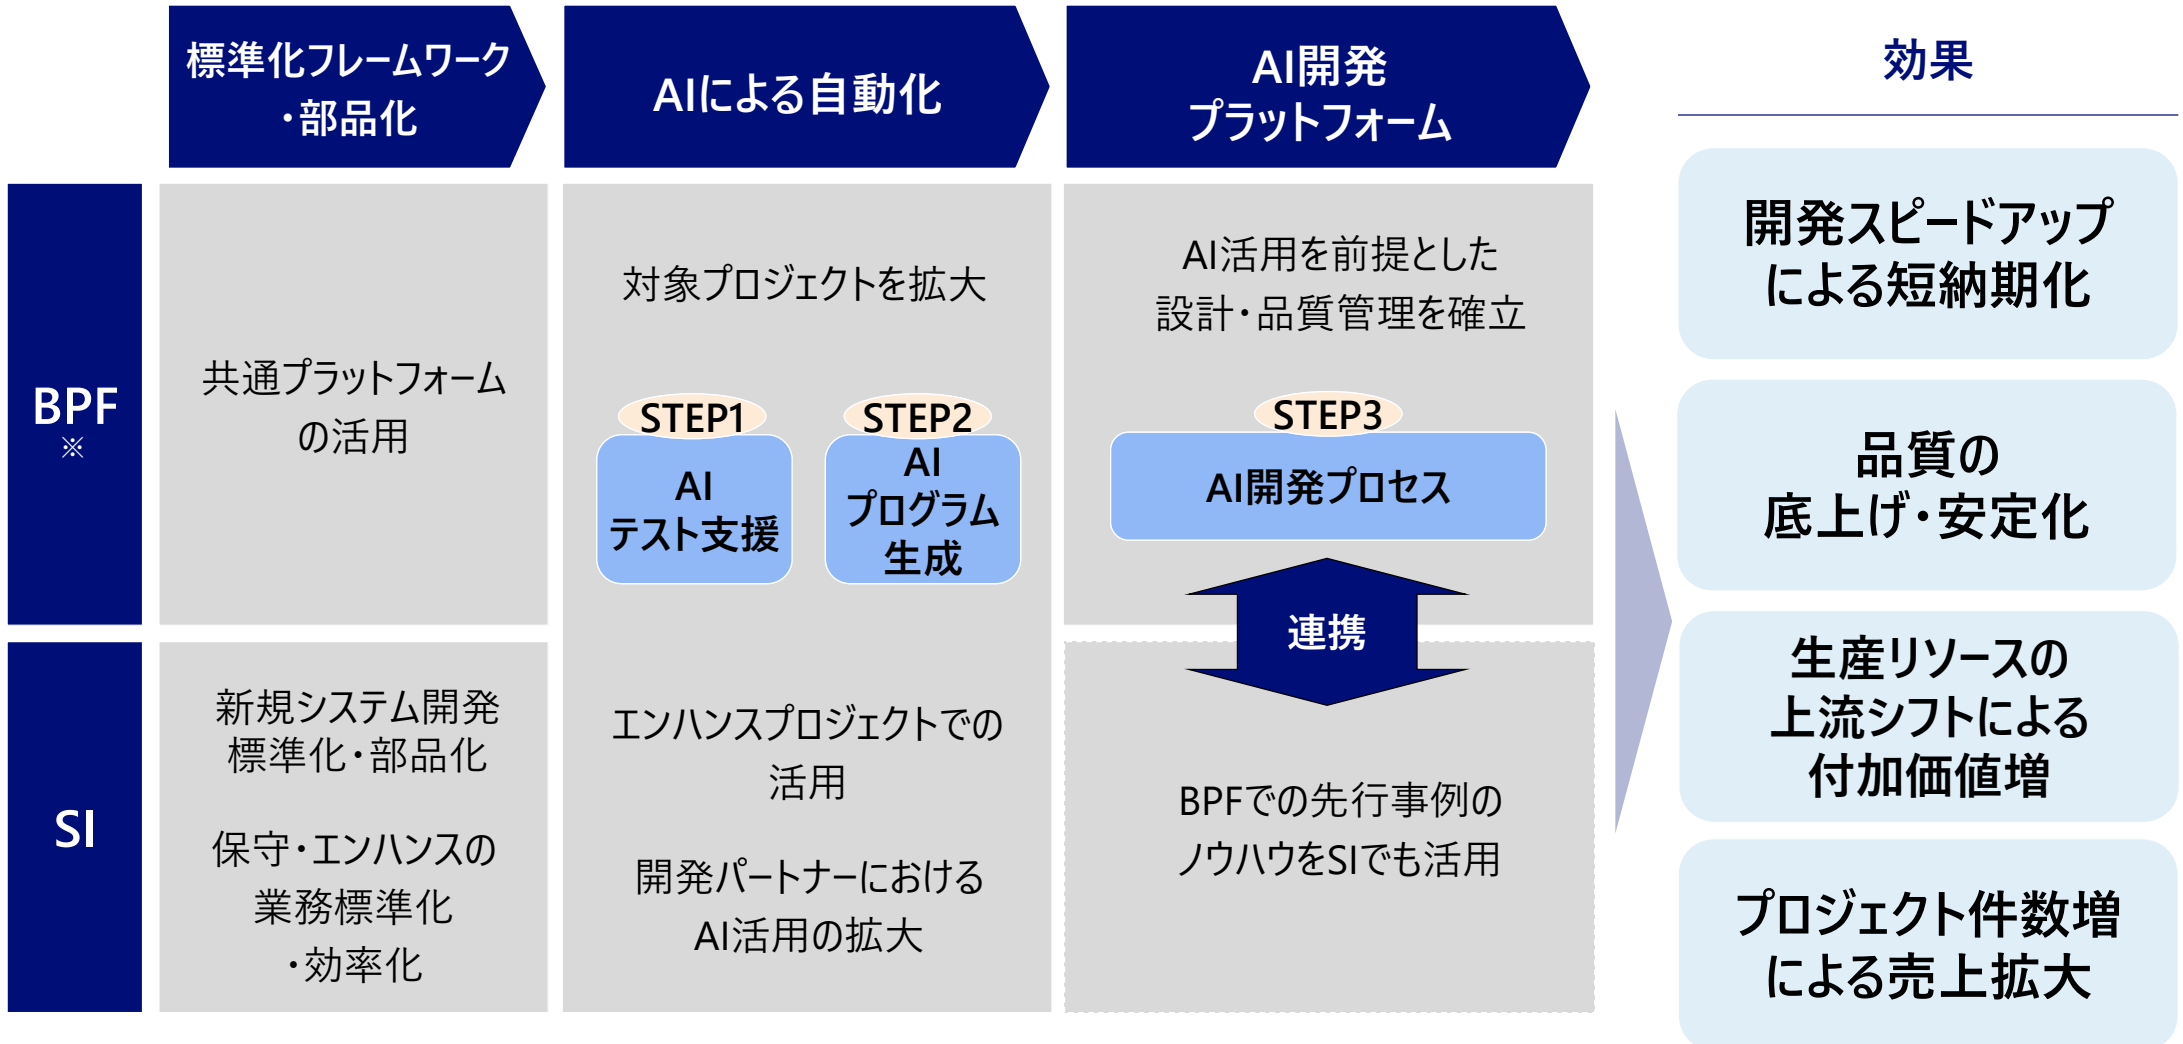 標準化フレームワーク
・部品化
AIによる自動化
AI開発
プラットフォーム
効果
BPF
※
共通プラットフォーム
の活用
対象プロジェクトを拡大
STEP1
AI
テスト支援
STEP2
AI
プログラム
生成
AI活用を前提とした
設計・品質管理を確立
STEP3
AI開発プロセス
連携
SI
新規システム開発
標準化・部品化
保守・エンハンスの
業務標準化
・効率化
エンハンスプロジェクトでの
活用
開発パートナーにおける
AI活用の拡大
BPFでの先行事例の
ノウハウをSIでも活用
開発スピードアップ
による短納期化
品質の
底上げ・安定化
生産リソースの
上流シフトによる
付加価値増
プロジェクト件数増
による売上拡大